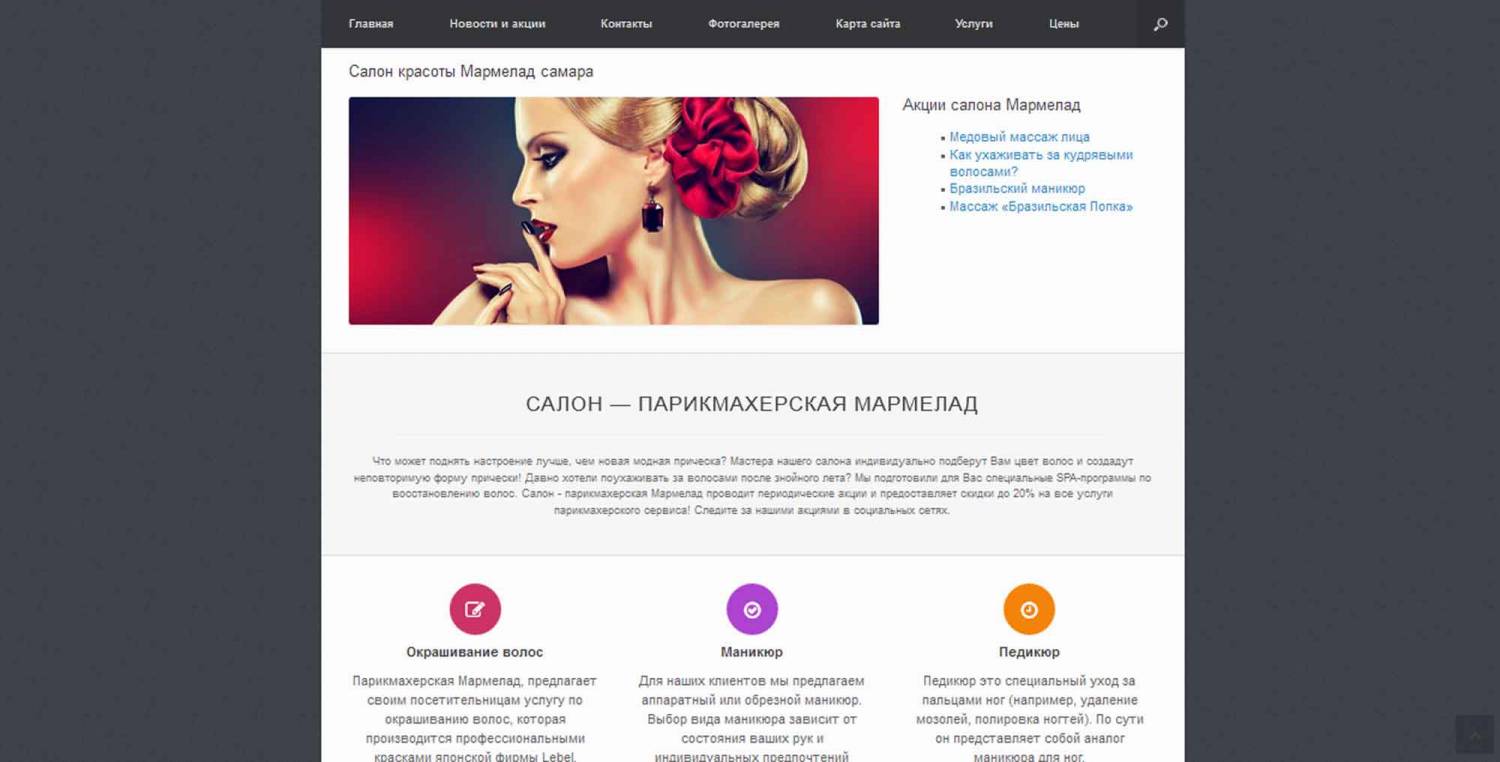 Главная Новости и акции Контакты Фотогалерея Карта сайта Услуги Цены
Салон красоты Мармелад самара
Акции салона Мармелад
Медовый массаж лица
Как ухаживать за кудрявыми
волосами?
Бразильский маникюр
Массаж «Бразильская Попка»
САЛОН — ПАРИКМАХЕРСКАЯ МАРМЕЛАД
Что может поднять настроение лучше, чем новая модная прическа? Мастера нашего салона индивидуально подберут Вам цвет волос и создадут
неповторимую форму прически! Давно хотели поухаживать за волосами после знойного лета? Мы подготовили для Вас специальные SPA-программы по
восстановлению волос. Салон - парикмахерская Мармелад проводит периодические акции и предоставляет скидки до 20% на все услуги
парикмахерского сервиса! Следите за нашими акциями в социальных сетях.
Окрашивание волос
Парикмахерская Мармелад, предлагает
своим посетительницам услугу по
окрашиванию волос, которая
производится профессиональными
красками японской фирмы Lebel.
Маникюр
Для наших клиентов мы предлагаем
аппаратный или обрезной маникюр.
Выбор вида маникюра зависит от
состояния ваших рук и
индивидуальных предпочтений
Педикюр
Педикюр это специальный уход за
пальцами ног (например, удаление
мозолей, полировка ногтей). По сути
он представляет собой аналог
маникюра для ног.